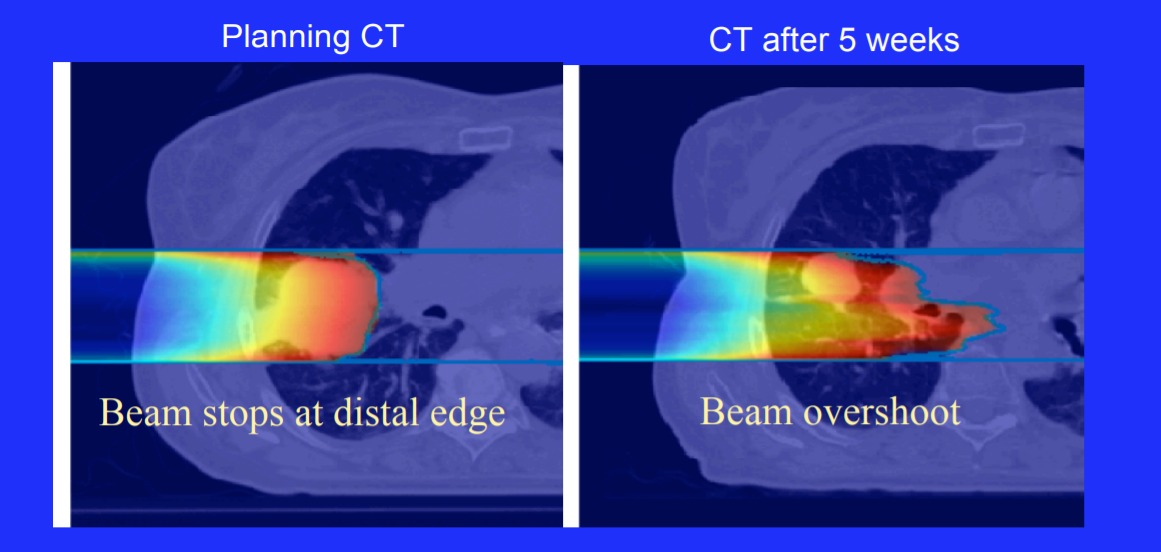 Planning CT
CT after 5 weeks
Beam stops at distal edge
Beam overshoot